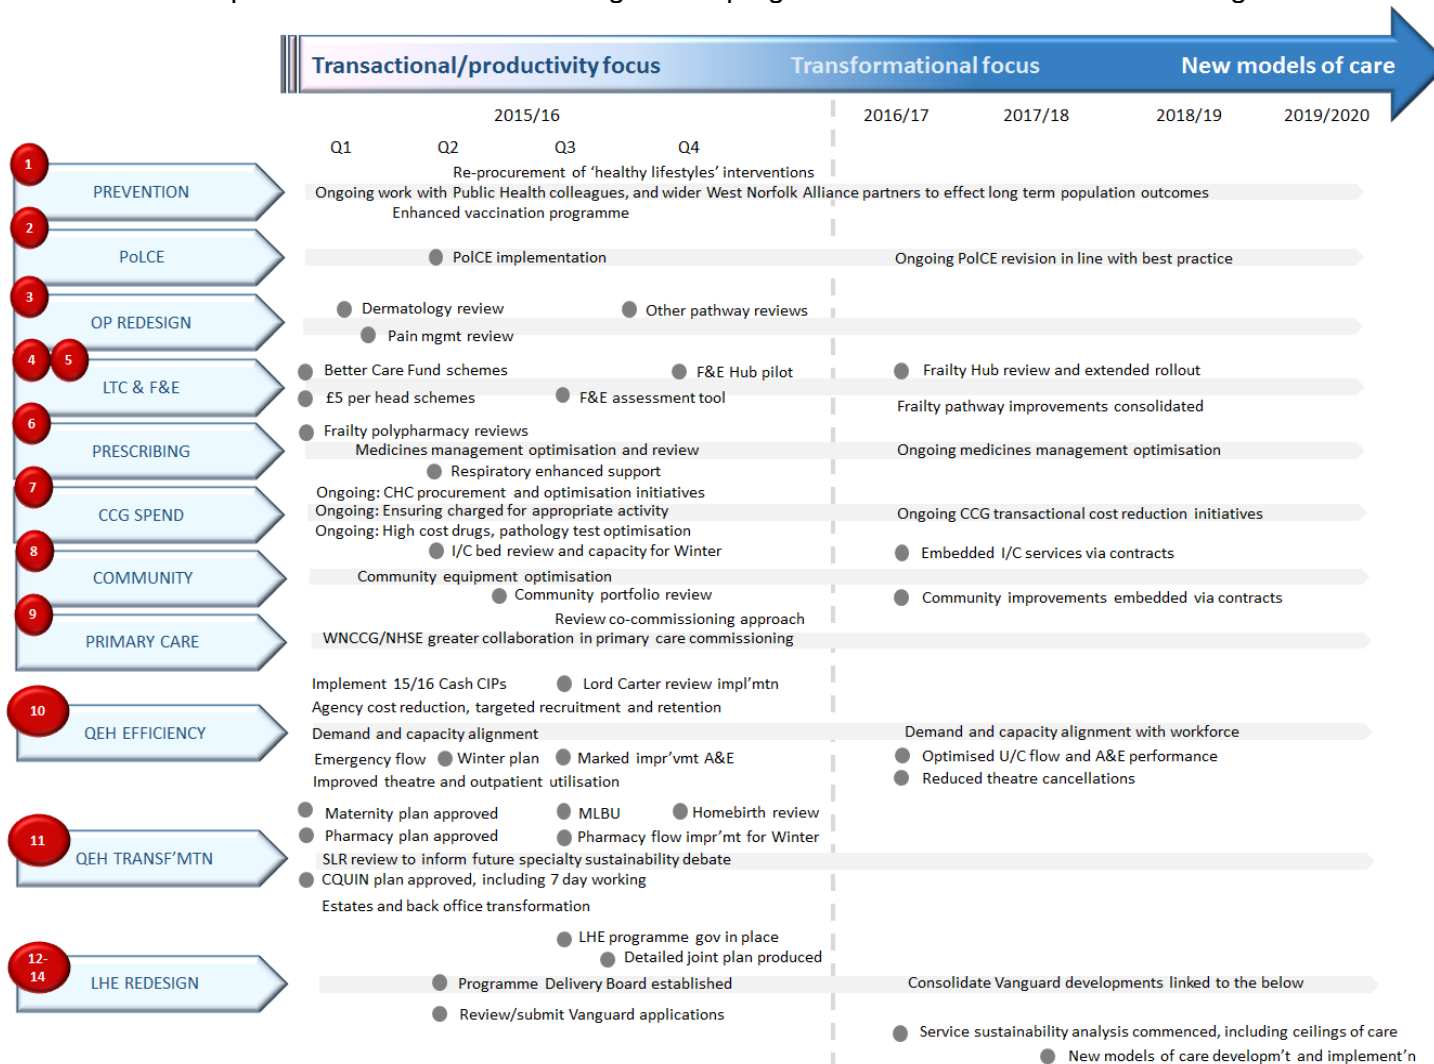 Transactional/productivity focus Transformational focus New models of care
2015/16 2016/17 2017/18 2018/19 2019/2020
Q1 Q2 Q3 Q4
1
PREVENTION
Re-procurement of ‘healthy lifestyles’ interventions
Ongoing work with Public Health colleagues, and wider West Norfolk Alliance partners to effect long term population outcomes
Enhanced vaccination programme
2
PoLCE
PolCE implementation
Ongoing PolCE revision in line with best practice
3
OP REDESIGN
Dermatology review
Other pathway reviews
Pain mgmt review
4 5
LTC & F&E
Better Care Fund schemes
F&E Hub pilot
Frailty Hub review and extended rollout
£5 per head schemes
F&E assessment tool
Frailty pathway improvements consolidated
6
PRESCRIBING
Frailty polypharmacy reviews
Medicines management optimisation and review
Ongoing medicines management optimisation
Respiratory enhanced support
7
CCG SPEND
Ongoing: CHC procurement and optimisation initiatives
Ongoing: Ensuring charged for appropriate activity
Ongoing CCG transactional cost reduction initiatives
Ongoing: High cost drugs, pathology test optimisation
8
COMMUNITY
I/C bed review and capacity for Winter
Embedded I/C services via contracts
Community equipment optimisation
Community portfolio review
Community improvements embedded via contracts
9
PRIMARY CARE
Review co-commissioning approach
WNCCG/NHSE greater collaboration in primary care commissioning
10
QEH EFFICIENCY
Implement 15/16 Cash CIPs
Lord Carter review impl’mtn
Agency cost reduction, targeted recruitment and retention
Demand and capacity alignment
Demand and capacity alignment with workforce
Emergency flow
Winter plan
Marked impr’vmt A&E
Optimised U/C flow and A&E performance
Improved theatre and outpatient utilisation
Reduced theatre cancellations
11
QEH TRANSF’MTN
Maternity plan approved
MLBU
Homebirth review
Pharmacy plan approved
Pharmacy flow impr’mt for Winter
SLR review to inform future specialty sustainability debate
CQUIN plan approved, including 7 day working
Estates and back office transformation
12-
14
LHE REDESIGN
LHE programme gov in place
Detailed joint plan produced
Programme Delivery Board established
Consolidate Vanguard developments linked to the below
Review/submit Vanguard applications
Service sustainability analysis commenced, including ceilings of care
New models of care developm’t and implement’n